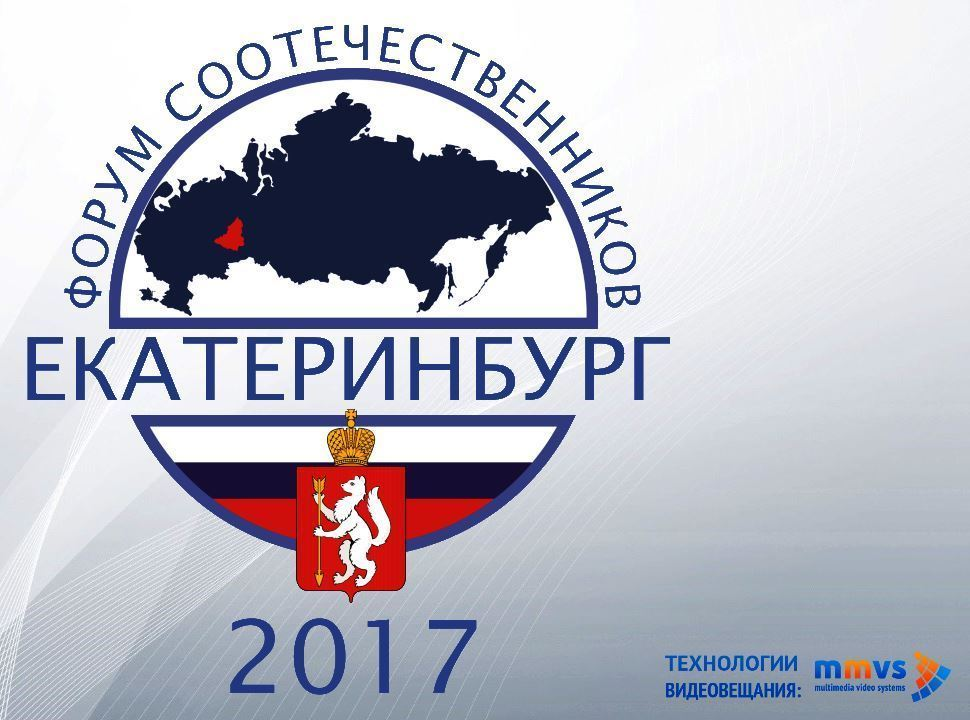 ФОРУМ СООТЕЧЕСТВЕННИКОВ
ЕКАТЕРИНБУРГ
2017
ТЕХНОЛОГИИ
ВИДЕОВЕЩАНИЯ:
mmvs
multimedia video systems